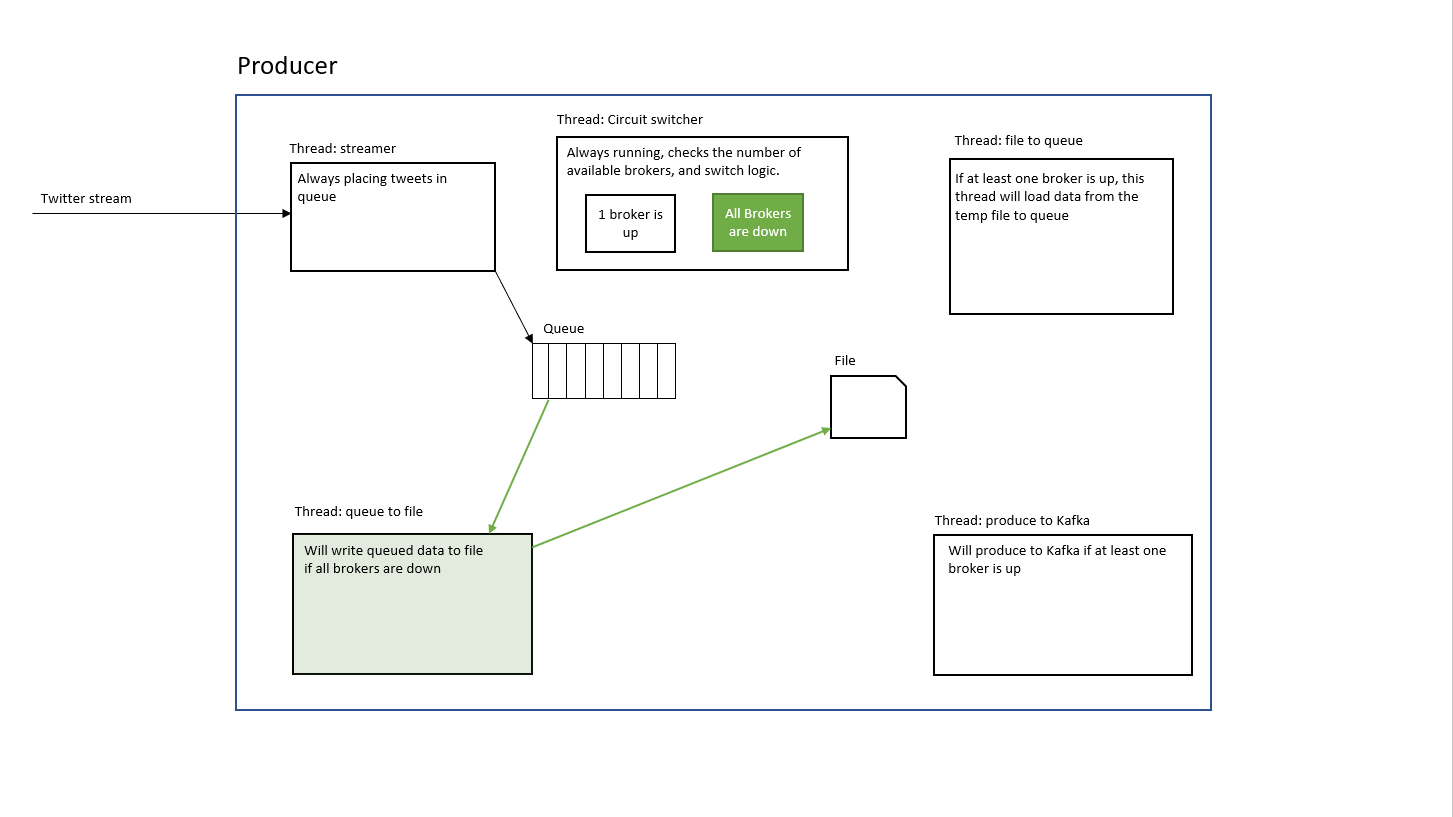 Producer
Thread: streamer
Always placing tweets in
queue
Twitter stream
Thread: Circuit switcher
Always running, checks the number of
available brokers, and switch logic.
1 broker is
up
All Brokers
are down
Thread: file to queue
If at least one broker is up, this
thread will load data from the
temp file to queue
Queue
File
Thread: queue to file
Will write queued data to file
if all brokers are down
Thread: produce to Kafka
Will produce to Kafka if at least one
broker is up